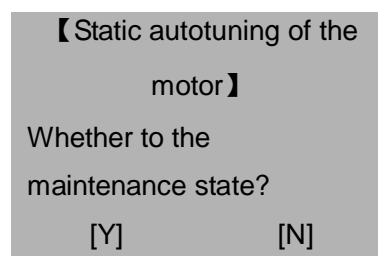 【Static autotuning of the
motor】
Whether to the
maintenance state?
[Y] [N]